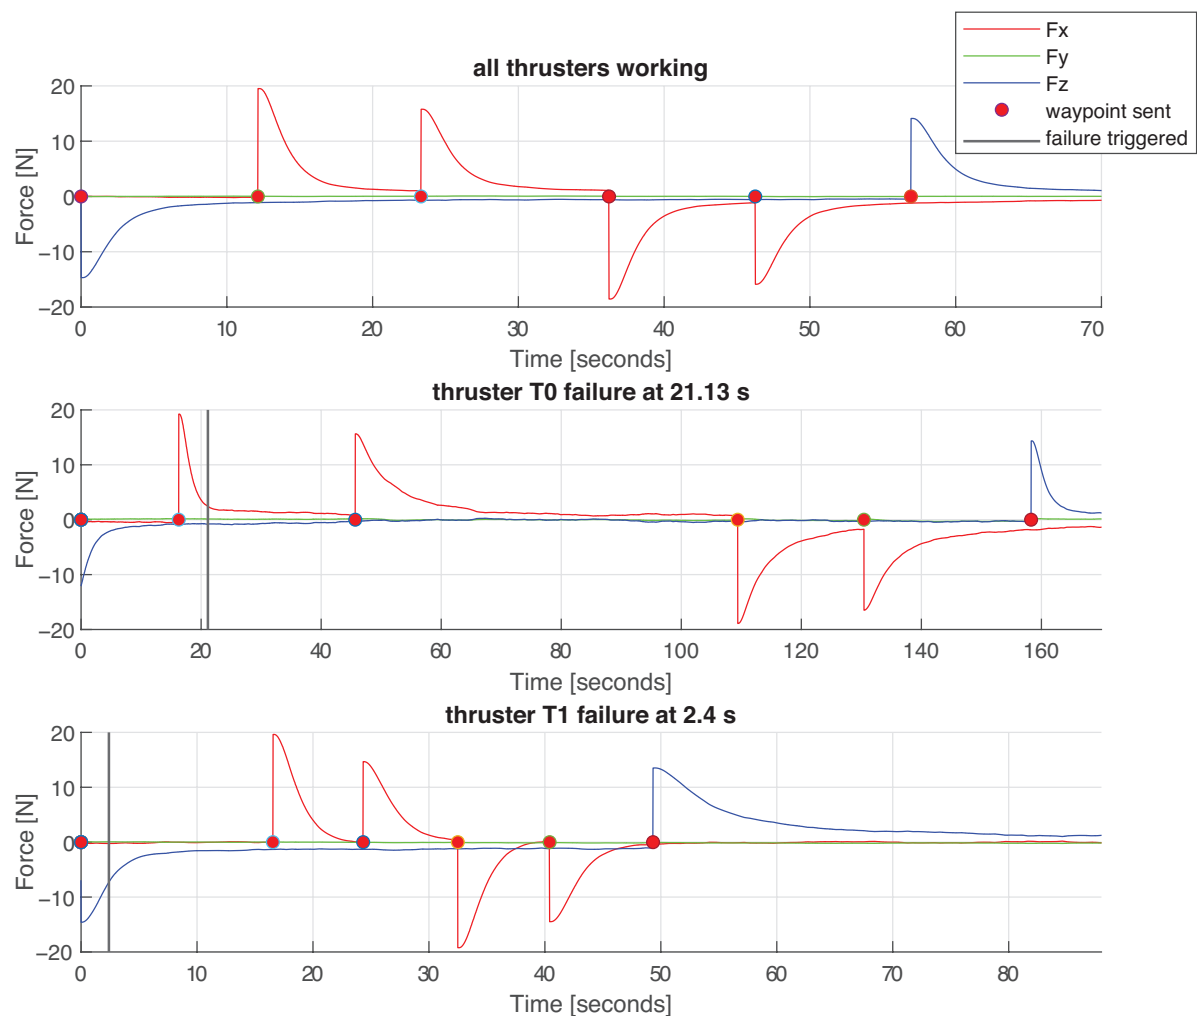 Fx
Fy
Fz
waypoint sent
failure triggered
all thrusters working
Force [N]
20
10
0
−10
−20
0 10 20 30 40 50 60 70
Time [seconds]
thruster T0 failure at 21.13 s
Force [N]
20
10
0
−10
−20
0 20 40 60 80 100 120 140 160
Time [seconds]
thruster T1 failure at 2.4 s
Force [N]
20
10
0
−10
−20
0 10 20 30 40 50 60 70 80
Time [seconds]